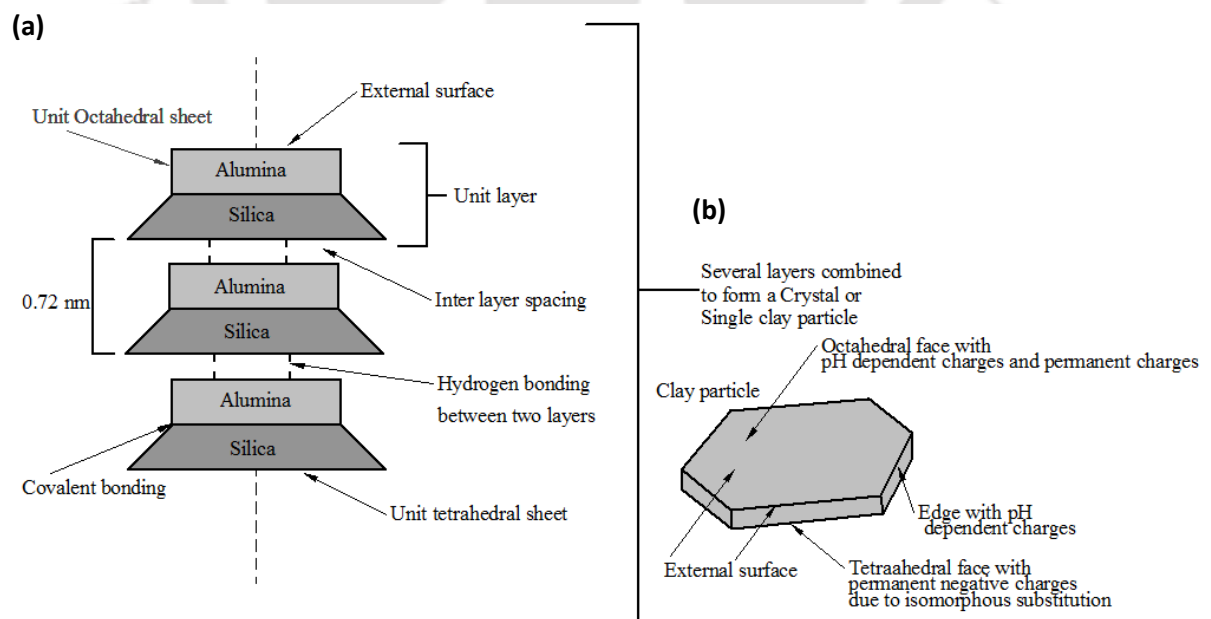 (a)
External surface
Unit Octahedral sheet
Alumina
Silica
Unit layer
0.72 nm
Alumina
Silica
Inter layer spacing
Hydrogen bonding
between two layers
Alumina
Silica
Covalent bonding
Unit tetrahedral sheet
(b)
Several layers combined
to form a Crystal or
Single clay particle
Octahedral face with
pH dependent charges and permanent charges
Clay particle
Edge with pH
dependent charges
External surface
Tetraahedral face with
permanent negative charges
due to isomorphous substitution